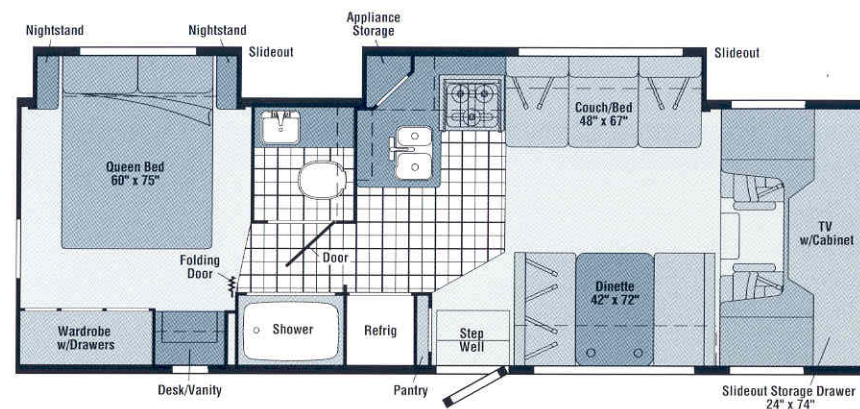 Nightstand
Nightstand
Slideout
Appliance
Storage
Slideout
Couch/Bed
48" x 67"
Queen Bed
60" x 75"
TV
w/Cabinet
Folding
Door
Door
Dinette
42" x 72"
Wardrobe
w/Drawers
Shower
Refrig
Step
Well
Desk/Vanity
Pantry
Slideout Storage Drawer
24" x 74"